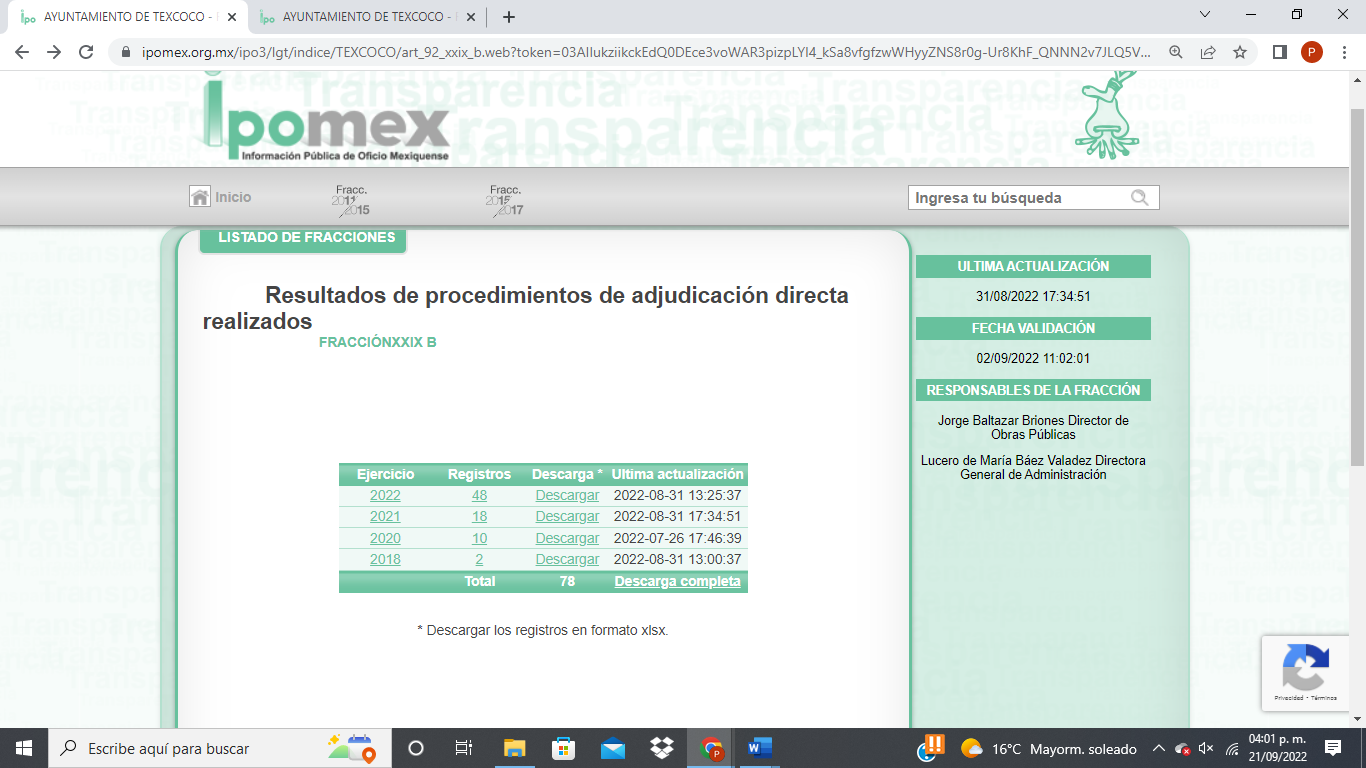 AYUNTAMIENTO DE TEXCOCO -
AYUNTAMIENTO DE TEXCOCO -
ipomex.org.mx/ipo3/lgt/indice/TEXCOCO/art_92_xxix_b.web?token=03AIIukziikckEdQ0DEce3voWAR3pizpLYl4_kSa8vfgfzwWHyyZNS8r0g-Ur8KhF_QNNN2v7JLQ5V...
P
Transparencia
ipomex
Información Pública de Oficio Mexiquense
Inicio
Fracc.
2011
2015
Fracc.
2015
2017
Ingresa tu búsqueda
LISTADO DE FRACCIONES
Resultados de procedimientos de adjudicación directa
realizados
FRACCIÓNXXIX B
Ejercicio Registros Descarga * Ultima actualización
2022 48 Descargar 2022-08-31 13:25:37
2021 18 Descargar 2022-08-31 17:34:51
2020 10 Descargar 2022-07-26 17:46:39
2018 2 Descargar 2022-08-31 13:00:37
Total 78 Descarga completa
* Descargar los registros en formato xlsx.
ULTIMA ACTUALIZACIÓN
31/08/2022 17:34:51
FECHA VALIDACIÓN
02/09/2022 11:02:01
RESPONSABLES DE LA FRACCIÓN
Jorge Baltazar Briones Director de
Obras Públicas
Lucero de María Báez Valadez Directora
General de Administración
Privacidad • Términos
Escribe aquí para buscar
16°C Mayorm. soleado
04:01 p. m.
21/09/2022